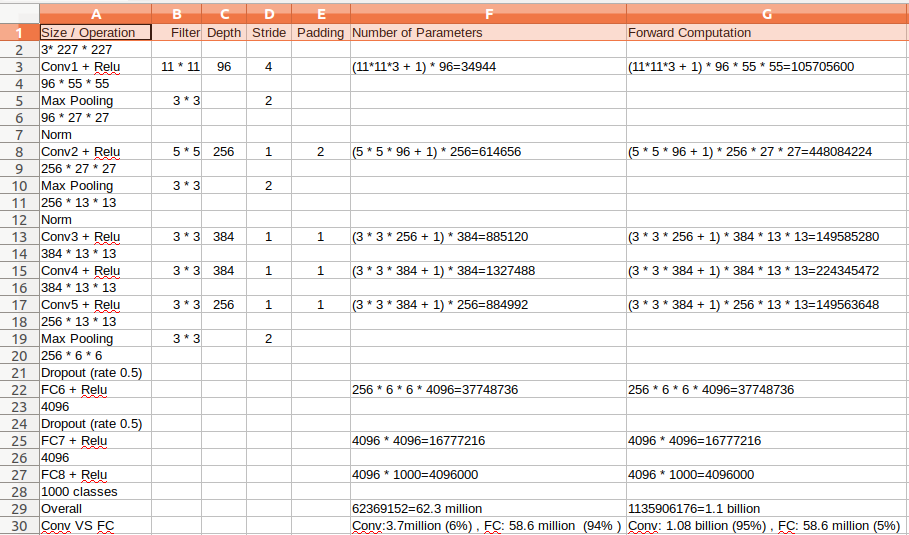 A B C D E F G
1 Size / Operation Filter Depth Stride Padding Number of Parameters Forward Computation
2 3* 227 * 227
3 Conv1 + Relu 11 * 11 96 4 (11*11*3 + 1) * 96=34944 (11*11*3 + 1) * 96 * 55 * 55=105705600
4 96 * 55 * 55
5 Max Pooling 3 * 3 2
6 96 * 27 * 27
7 Norm
8 Conv2 + Relu 5 * 5 256 1 2 (5 * 5 * 96 + 1) * 256=614656 (5 * 5 * 96 + 1) * 256 * 27 * 27=448084224
9 256 * 27 * 27
10 Max Pooling 3 * 3 2
11 256 * 13 * 13
12 Norm
13 Conv3 + Relu 3 * 3 384 1 1 (3 * 3 * 256 + 1) * 384=885120 (3 * 3 * 256 + 1) * 384 * 13 * 13=149585280
14 384 * 13 * 13
15 Conv4 + Relu 3 * 3 384 1 1 (3 * 3 * 384 + 1) * 384=1327488 (3 * 3 * 384 + 1) * 384 * 13 * 13=224345472
16 384 * 13 * 13
17 Conv5 + Relu 3 * 3 256 1 1 (3 * 3 * 384 + 1) * 256=884992 (3 * 3 * 384 + 1) * 256 * 13 * 13=149563648
18 256 * 13 * 13
19 Max Pooling 3 * 3 2
20 256 * 6 * 6
21 Dropout (rate 0.5)
22 FC6 + Relu 256 * 6 * 6 * 4096=37748736 256 * 6 * 6 * 4096=37748736
23 4096
24 Dropout (rate 0.5)
25 FC7 + Relu 4096 * 4096=16777216 4096 * 4096=16777216
26 4096
27 FC8 + Relu 4096 * 1000=4096000 4096 * 1000=4096000
28 1000 classes
29 Overall 62369152=62.3 million 1135906176=1.1 billion
30 Conv VS FC Conv:3.7million (6%) , FC: 58.6 million (94% ) Conv: 1.08 billion (95%) , FC: 58.6 million (5%)